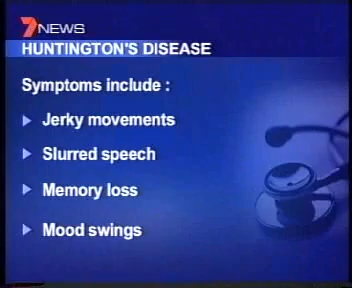 7NEWS
HUNTINGTON'S DISEASE
Symptoms include :
Jerky movements
Slurred speech
Memory loss
Mood swings